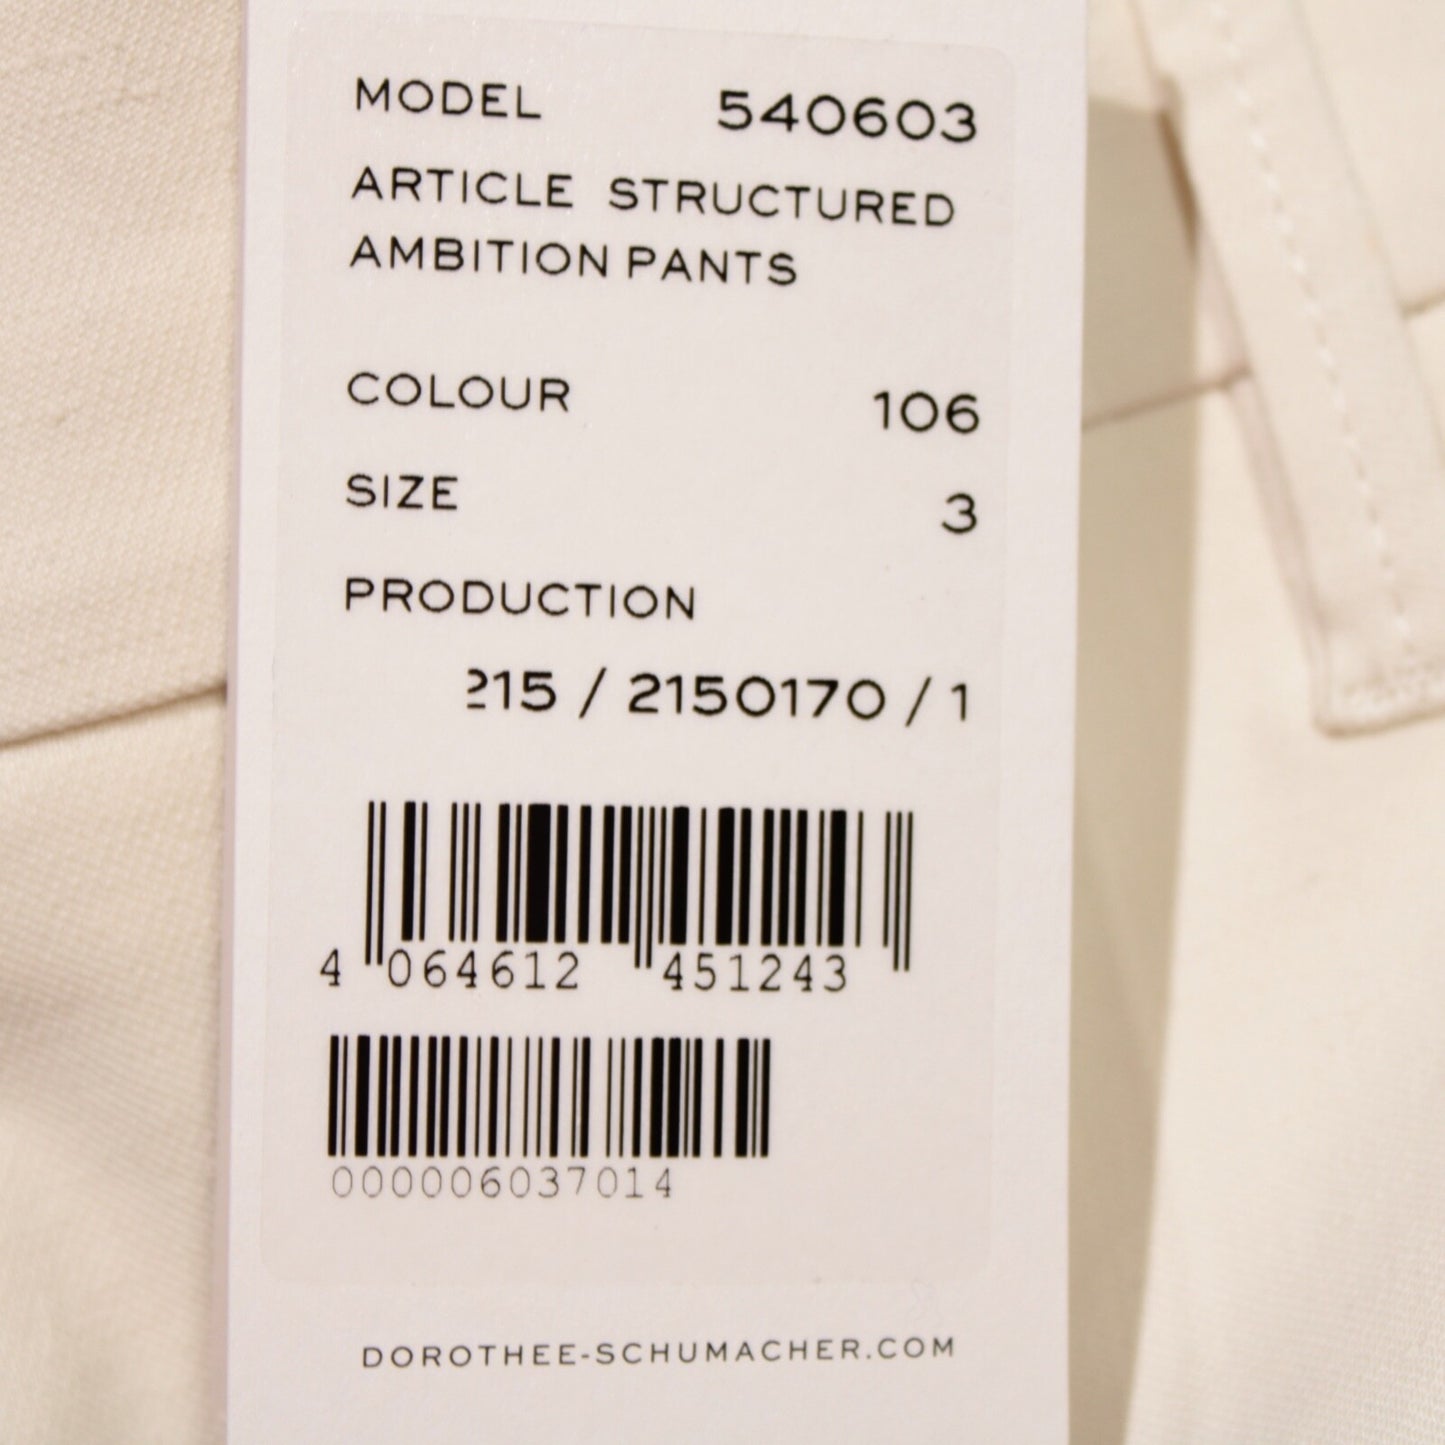 MODEL 540603
ARTICLE STRUCTURED
AMBITION PANTS
COLOUR 106
SIZE 3
PRODUCTION
215 / 2150170 / 1
4 064612 451243
000006037014
DOROTHEE-SCHUMACHER.COM